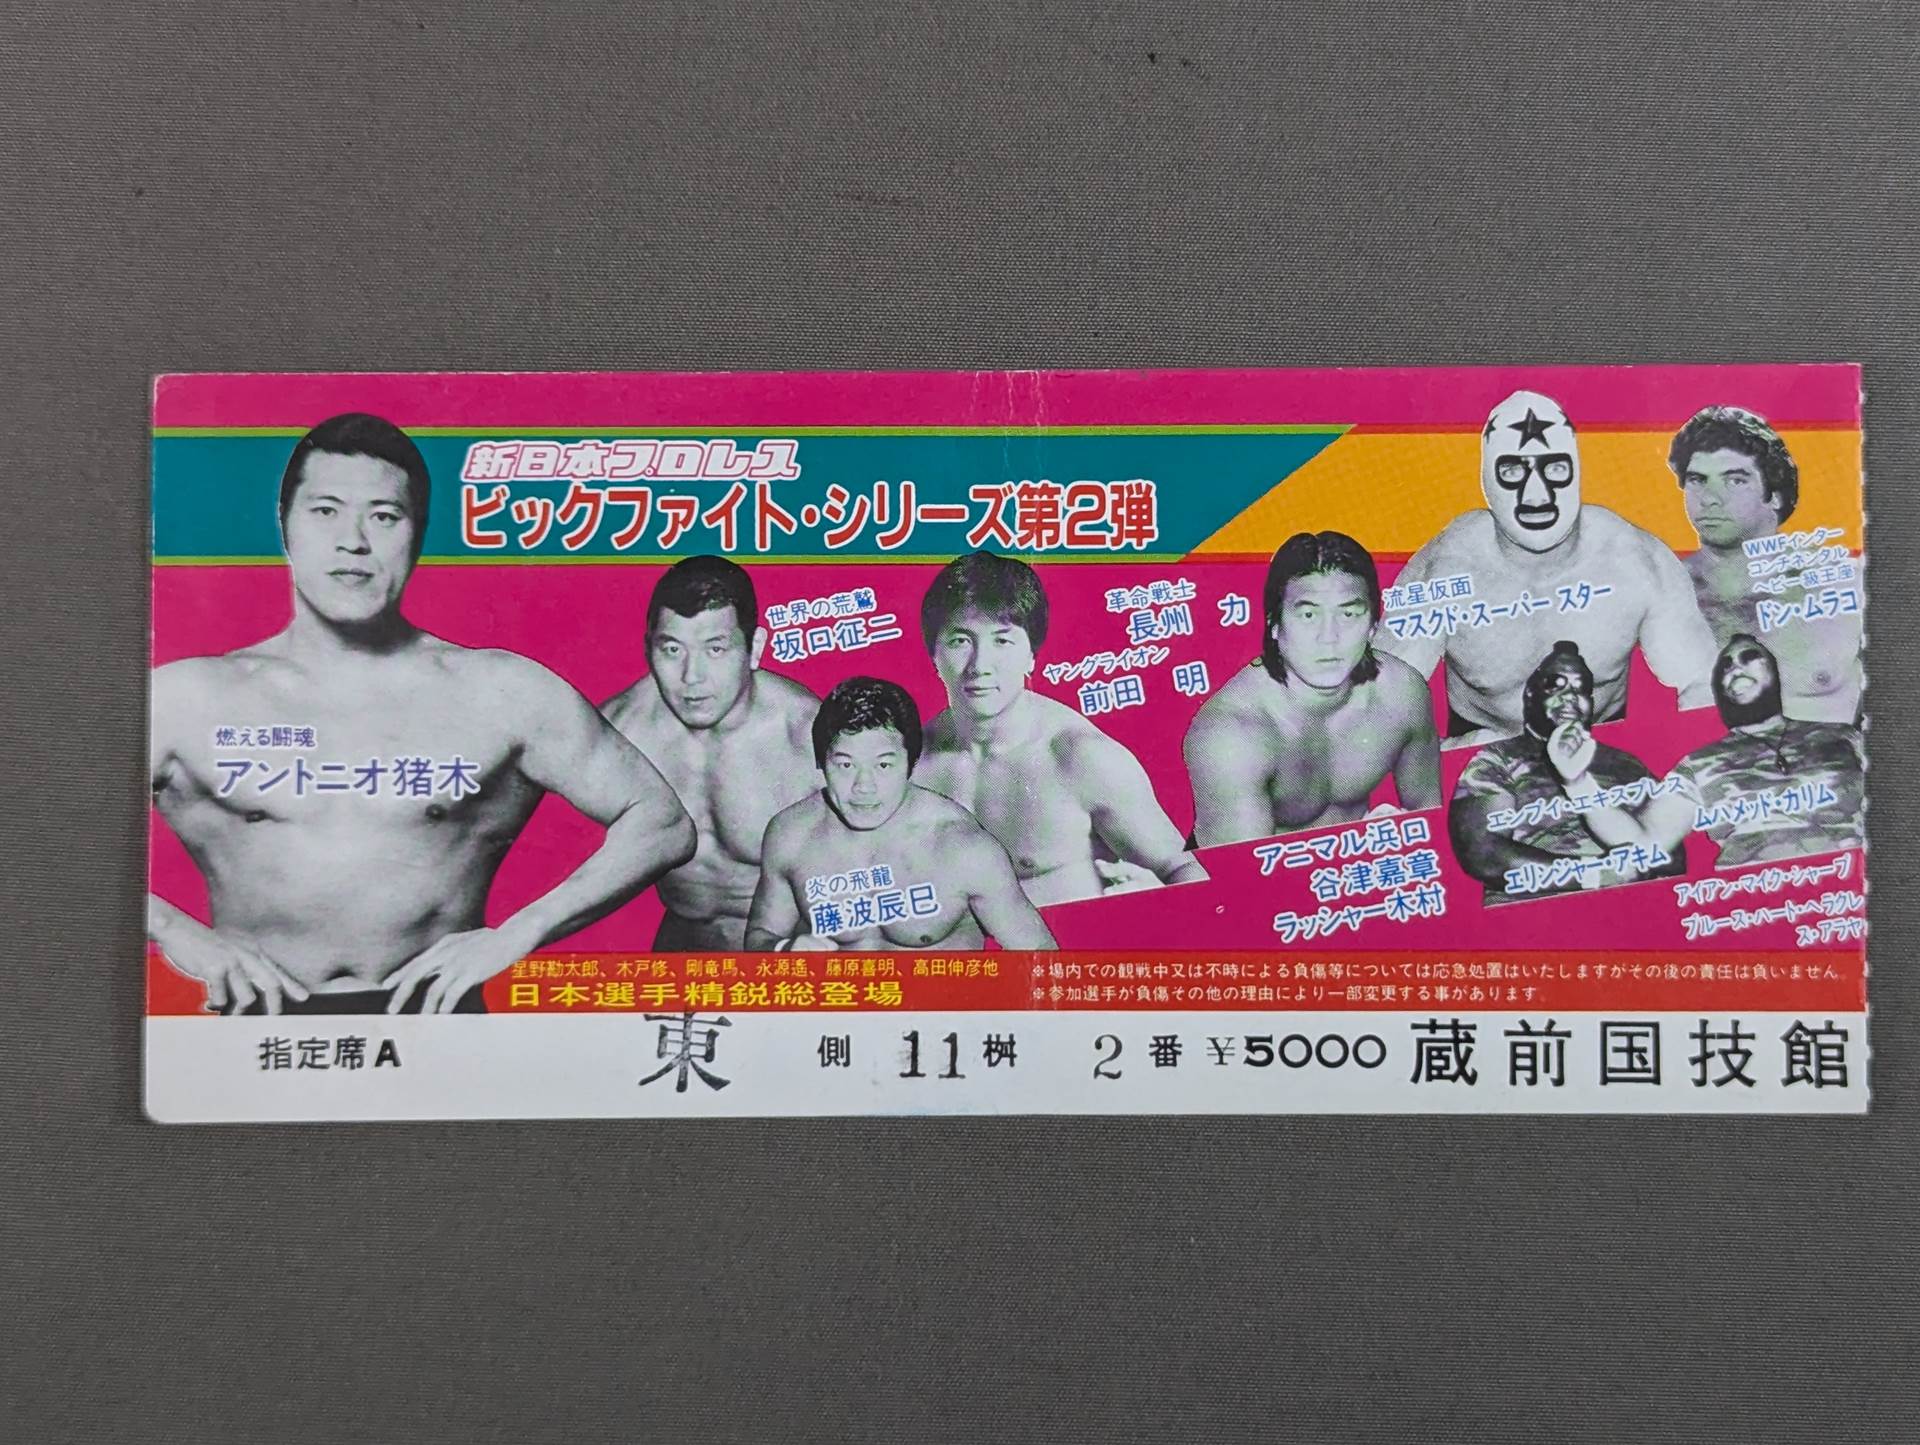 新日本プロレス
ビックファイト・シリーズ第2弾
燃える闘魂
アントニオ猪木
世界の荒鷲
坂口征二
炎の飛龍
藤波辰巳
ヤングライオン
前田 明
革命戦士
長州 力
アニマル浜口
谷津嘉章
ラッシャー木村
流星仮面
マスクド・スーパースター
WWFインター
コンチネンタル
ヘビー級王座
ドン・ムラコ
エンプイ・エキスプレス
エリンジャー・アキム
ムハメッド・カリム
アイアン・マイク・シャープ
ブルース・ハート・ヘラクレ
ス・アラヤ
星野勘太郎、木戸修、剛竜馬、永源遙、藤原喜明、高田伸彦他
日本選手精鋭総登場
※場内での観戦中又は不時による負傷等については応急処置はいたしますがその後の責任は負いません。
※参加選手が負傷その他の理由により一部変更する事があります。
指定席A 東 側 11 桝 2 番 ¥5000 蔵前国技館